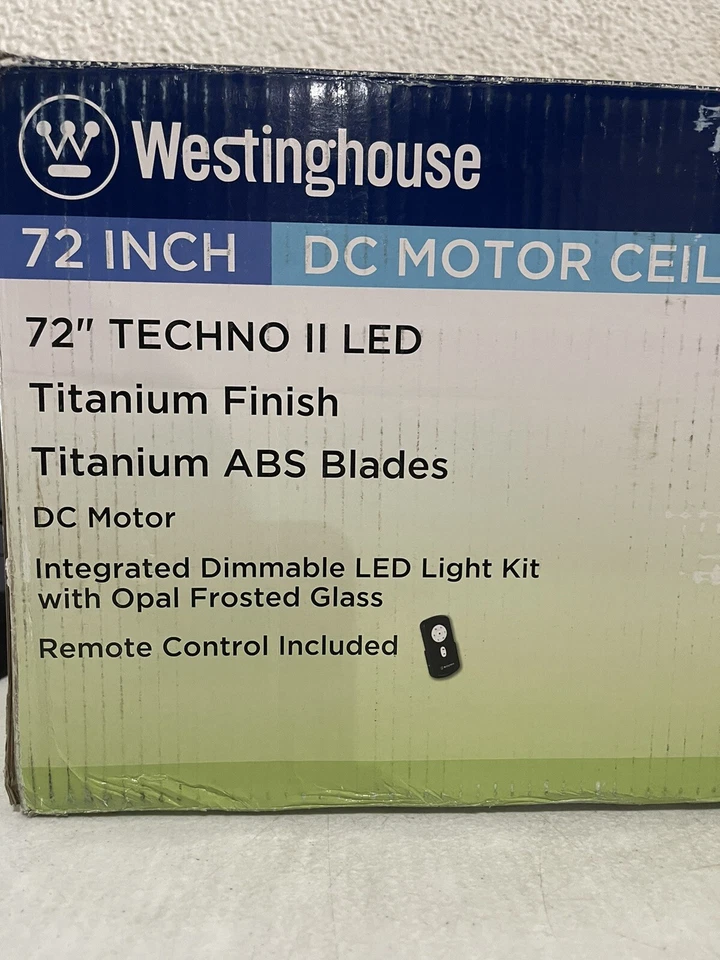 Westinghouse
72 INCH DC MOTOR CEIL
72" TECHNO II LED
Titanium Finish
Titanium ABS Blades
DC Motor
Integrated Dimmable LED Light Kit
with Opal Frosted Glass
Remote Control Included